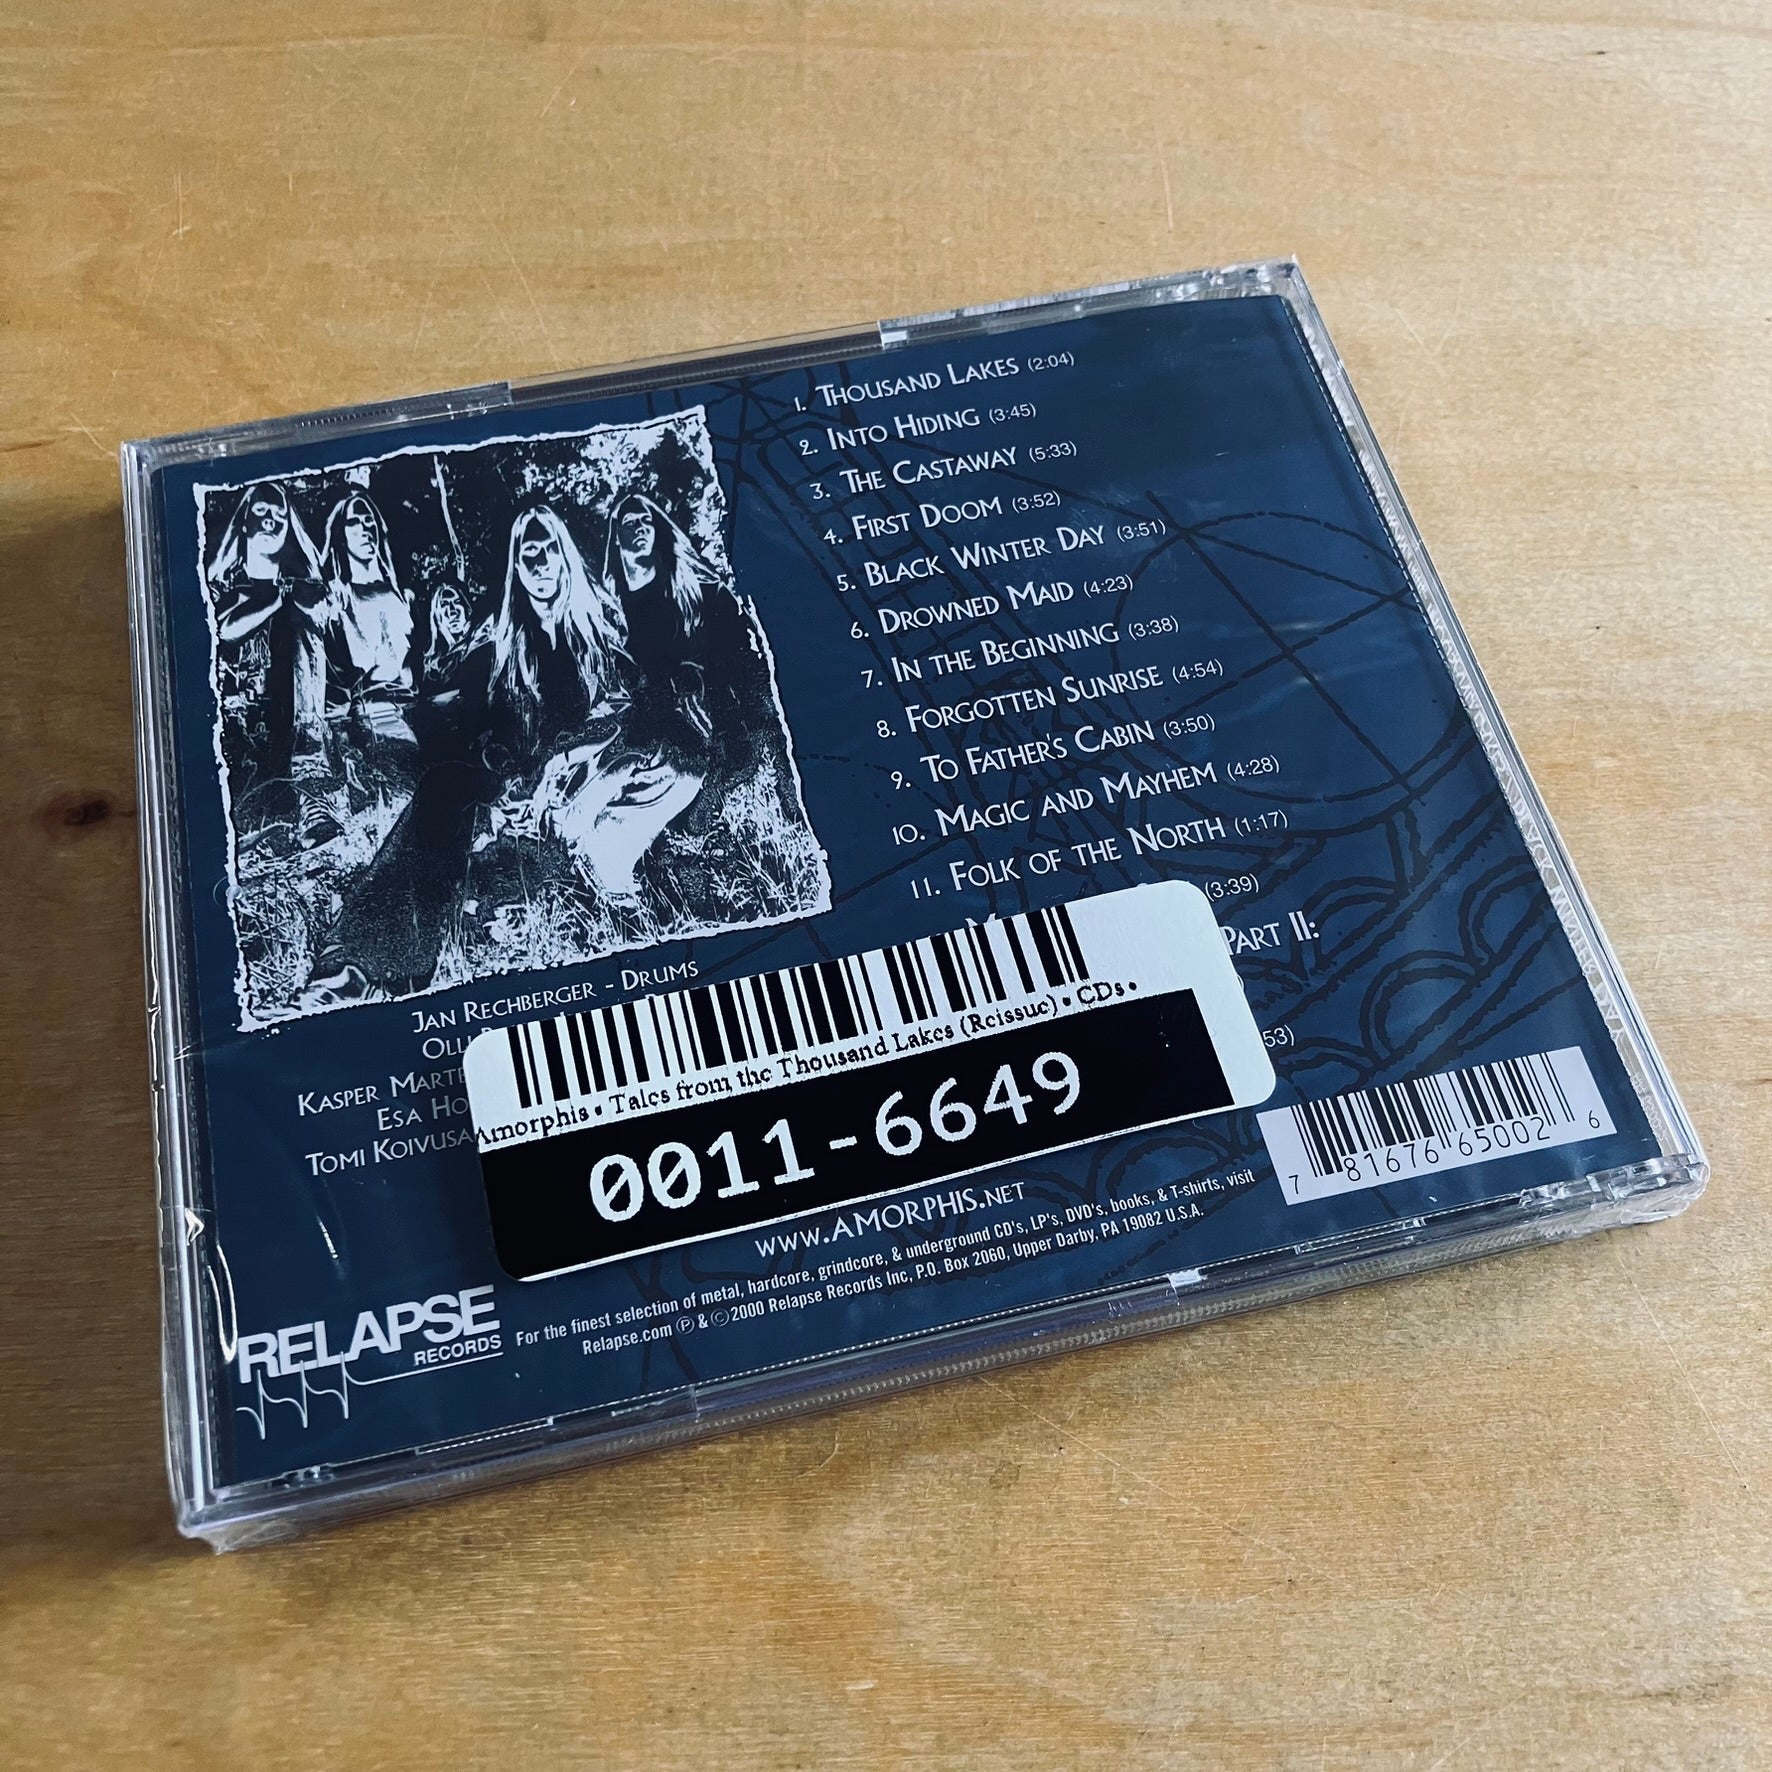 1. Thousand Lakes (2:04)
2. Into Hiding (3:45)
3. The Castaway (5:33)
4. First Doom (3:52)
5. Black Winter Day (3:51)
6. Drowned Maid (4:23)
7. In the Beginning (3:38)
8. Forgotten Sunrise (4:54)
9. To Father's Cabin (3:50)
10. Magic and Mayhem (4:28)
11. Folk of the North (1:17)
(3:39)
Part II:
53)
Jan Rechberger - Drums
Kasper
Esa
Tomi
Amorphis • Tales from the Thousand Lakes (Reissue) • CDs •
0011-6649
www.Amorphis.net
For the finest selection of metal, hardcore, grindcore, & underground CD's, LP's, DVD's, books, & T-shirts, visit
Relapse.com Ⓟ & ©2000 Relapse Records Inc, P.O. Box 2060, Upper Darby, PA 19082 U.S.A.
RELAPSE
RECORDS
7 81676 65002 6